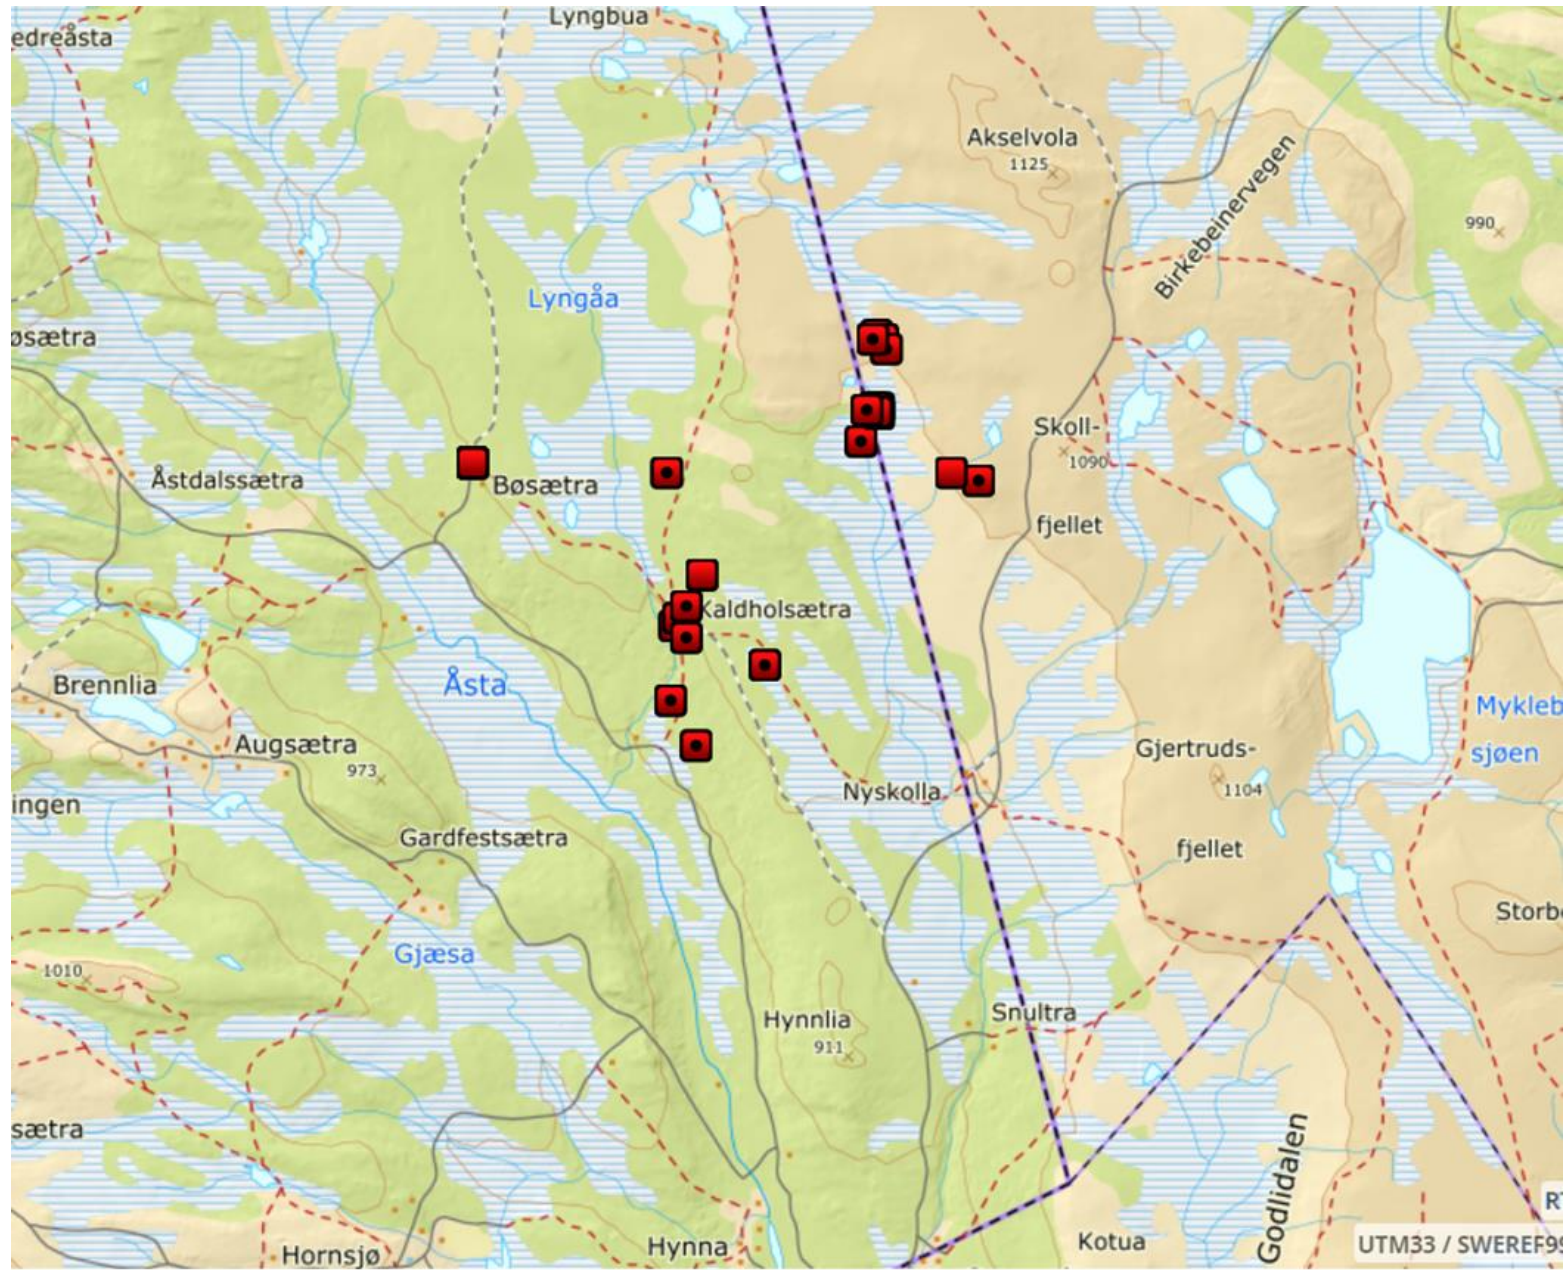 Lyngbua
edreåsta
Akselvola
1125
Birkebeinervegen
990
Lyngåa
øsætra
Skoll-
1090
fjellet
Åstdalssætra
Bøsætra
Kaldholsætra
Åsta
Brennlia
Mykleb
sjøen
Augsætra
973
Gjertruds-
1104
fjellet
Nyskolla
ingen
Gardfestsætra
Storb
Gjæsa
1010
Hynnlia
911
Snultra
sætra
Godlidalen
Hornsjø
Hynna
Kotua
UTM33 / SWEREF99